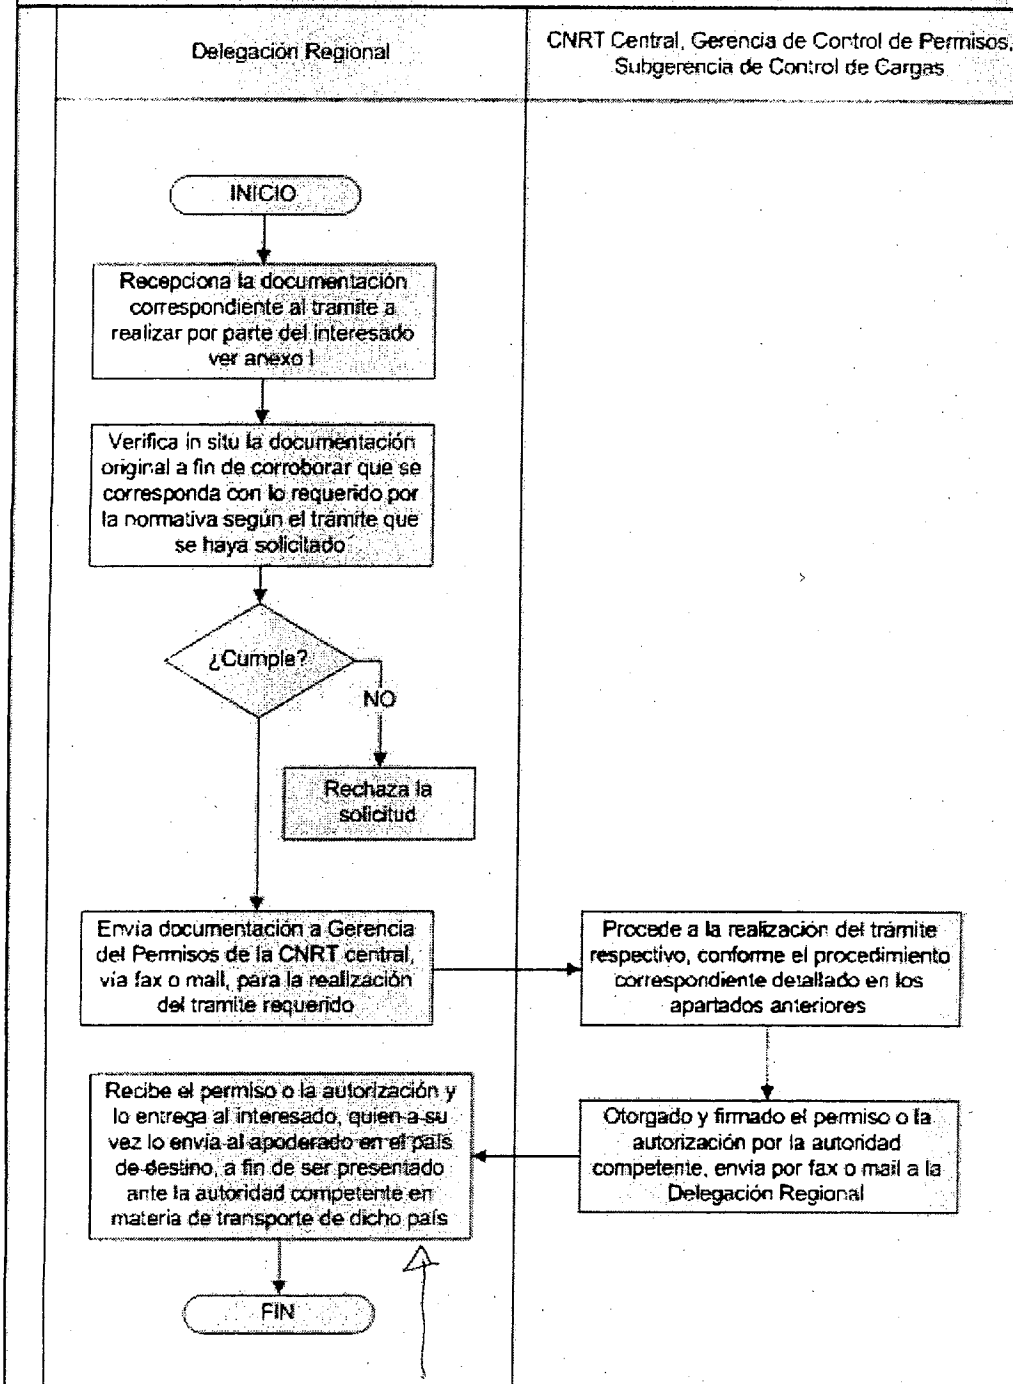 Delegación Regional
CNRT Central, Gerencia de Control de Permisos,
Subgerencia de Control de Cargas
INICIO
Recepciona la documentación
correspondiente al tramite a
realizar por parte del interesado
ver anexo I
Verifica in situ la documentación
original a fin de corroborar que se
corresponda con lo requerido por
la normativa según el trámite que
se haya solicitado
¿Cumple?
NO
Rechaza la
solicitud
Envía documentación a Gerencia
del Permisos de la CNRT central,
vía fax o mail, para la realización
del tramite requerido
Procede a la realización del trámite
respectivo, conforme el procedimiento
correspondiente detallado en los
apartados anteriores
Otorgado y firmado el permiso o la
autorización por la autoridad
competente, envía por fax o mail a la
Delegación Regional
Recibe el permiso o la autorización y
lo entrega al interesado, quien a su
vez lo envía al apoderado en el país
de destino, a fin de ser presentado
ante la autoridad competente en
materia de transporte de dicho país
FIN